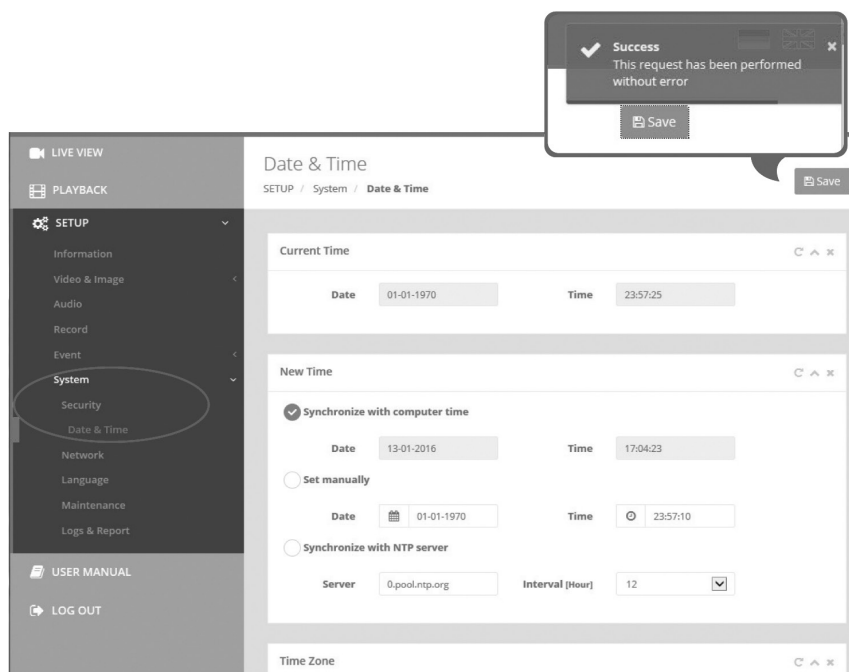 Success
This request has been performed
without error
Save
LIVE VIEW
PLAYBACK
SETUP
Information
Video & Image
Audio
Record
Event
System
Security
Date & Time
Network
Language
Maintenance
Logs & Report
USER MANUAL
LOG OUT
Date & Time
SETUP / System / Date & Time
Save
Current Time
Date 01-01-1970 Time 23:57:25
New Time
Synchronize with computer time
Date 13-01-2016 Time 17:04:23
Set manually
Date 01-01-1970 Time 23:57:10
Synchronize with NTP server
Server 0.pool.ntp.org Interval [Hour] 12
Time Zone